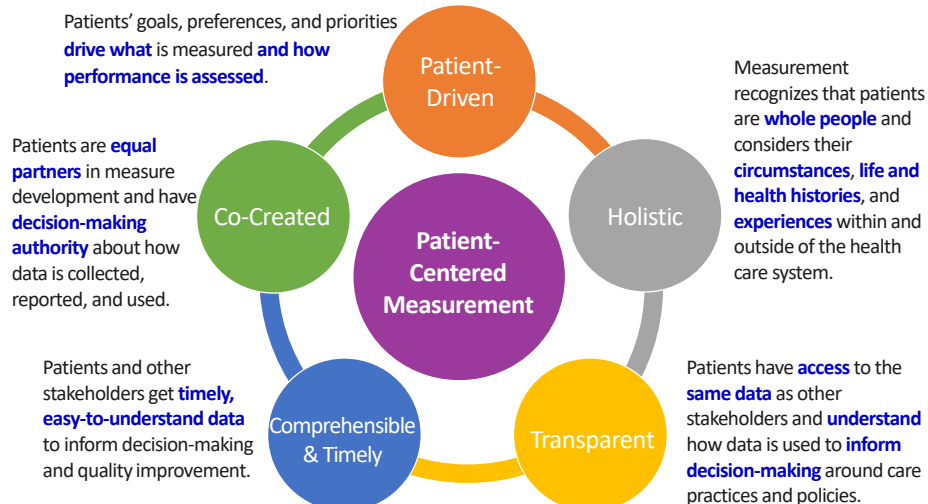 Patients’ goals, preferences, and priorities
drive what is measured and how
performance is assessed.
Patient-
Driven
Measurement
recognizes that patients
are whole people and
considers their
circumstances, life and
health histories, and
experiences within and
outside of the health
care system.
Holistic
Patients are equal
partners in measure
development and have
decision-making
authority about how
data is collected,
reported, and used.
Co-Created
Patient-
Centered
Measurement
Patients and other
stakeholders get timely,
easy-to-understand data
to inform decision-making
and quality improvement.
Comprehensible
& Timely
Transparent
Patients have access to the
same data as other
stakeholders and understand
how data is used to inform
decision-making around care
practices and policies.